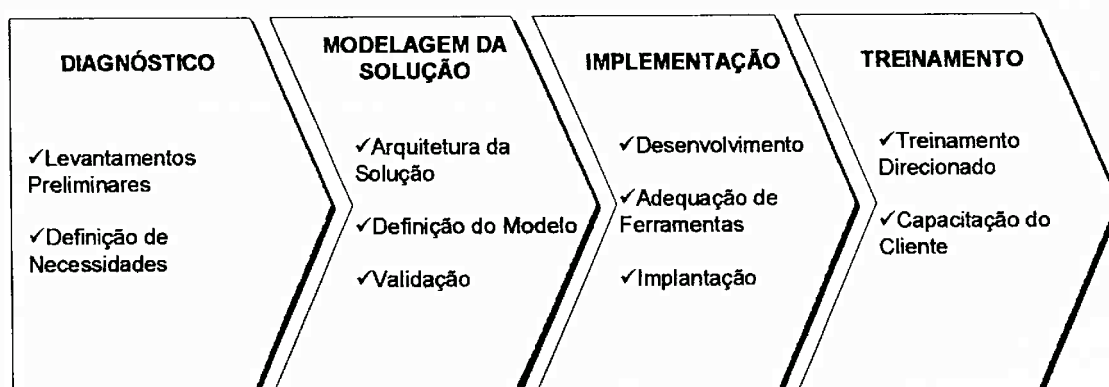 DIAGNÓSTICO
✓Levantamentos
Preliminares
✓Definição de
Necessidades
MODELAGEM DA
SOLUÇÃO
✓Arquitetura da
Solução
✓Definição do Modelo
✓Validação
IMPLEMENTAÇÃO
✓Desenvolvimento
✓Adequação de
Ferramentas
✓Implantação
TREINAMENTO
✓Treinamento
Direcionado
✓Capacitação do
Cliente